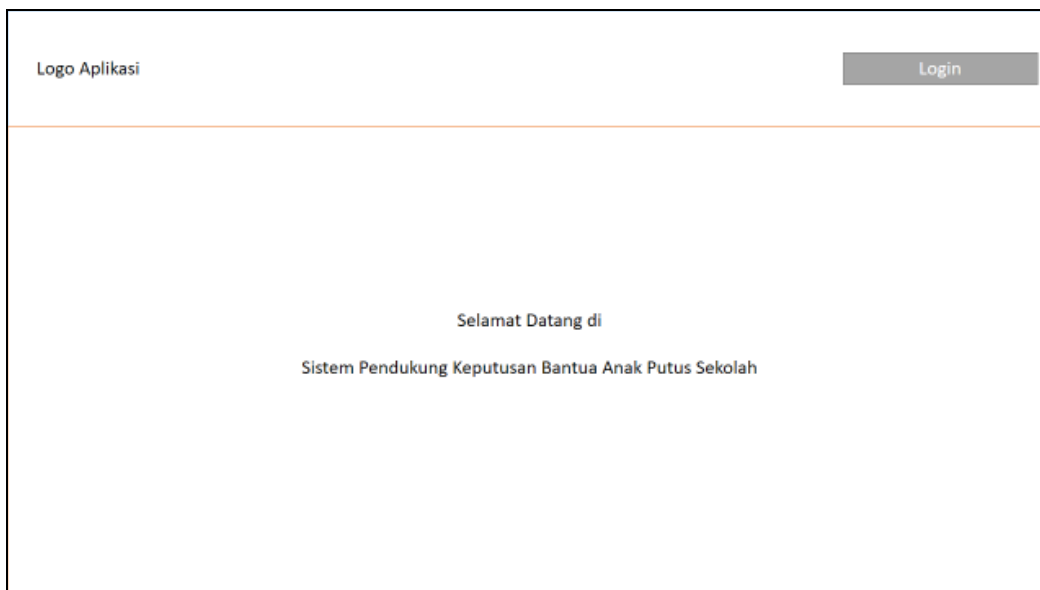 Logo Aplikasi
Login
Selamat Datang di
Sistem Pendukung Keputusan Bantua Anak Putus Sekolah